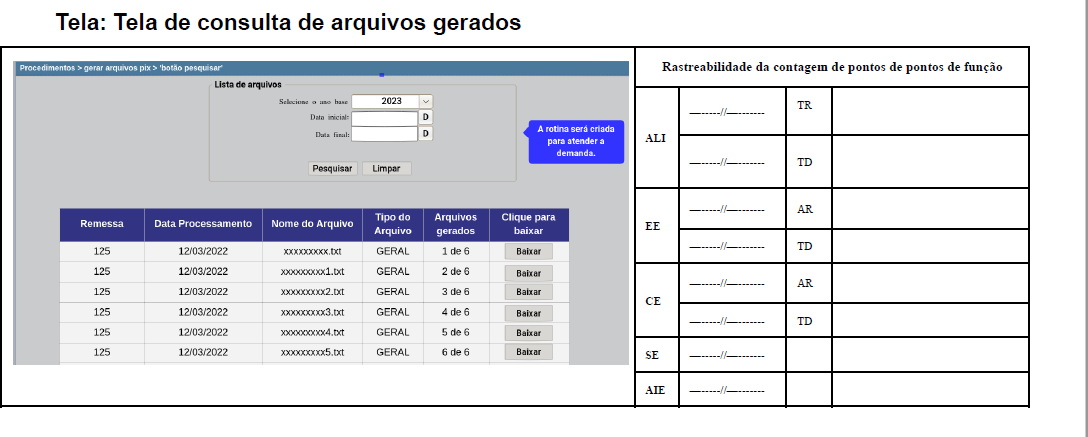 Tela: Tela de consulta de arquivos gerados
Procedimentos > gerar arquivos pix > 'botão pesquisar'
Lista de arquivos
Selecione o ano base 2023
Data inicial: D
Data final: D
Pesquisar Limpar
A rotina será criada
para atender a
demanda.
Remessa Data Processamento Nome do Arquivo Tipo do Arquivo Arquivos gerados Clique para baixar
125 12/03/2022 xxxxxxxxx.txt GERAL 1 de 6 Baixar
125 12/03/2022 xxxxxxxxx1.txt GERAL 2 de 6 Baixar
125 12/03/2022 xxxxxxxxx2.txt GERAL 3 de 6 Baixar
125 12/03/2022 xxxxxxxxx3.txt GERAL 4 de 6 Baixar
125 12/03/2022 xxxxxxxxx4.txt GERAL 5 de 6 Baixar
125 12/03/2022 xxxxxxxxx5.txt GERAL 6 de 6 Baixar
Rastreabilidade da contagem de pontos de pontos de função
ALI —------//—-------- TR
—------//—-------- TD
EE —------//—-------- AR
—------//—-------- TD
CE —------//—-------- AR
—------//—-------- TD
SE —------//—--------
AIE —------//—--------